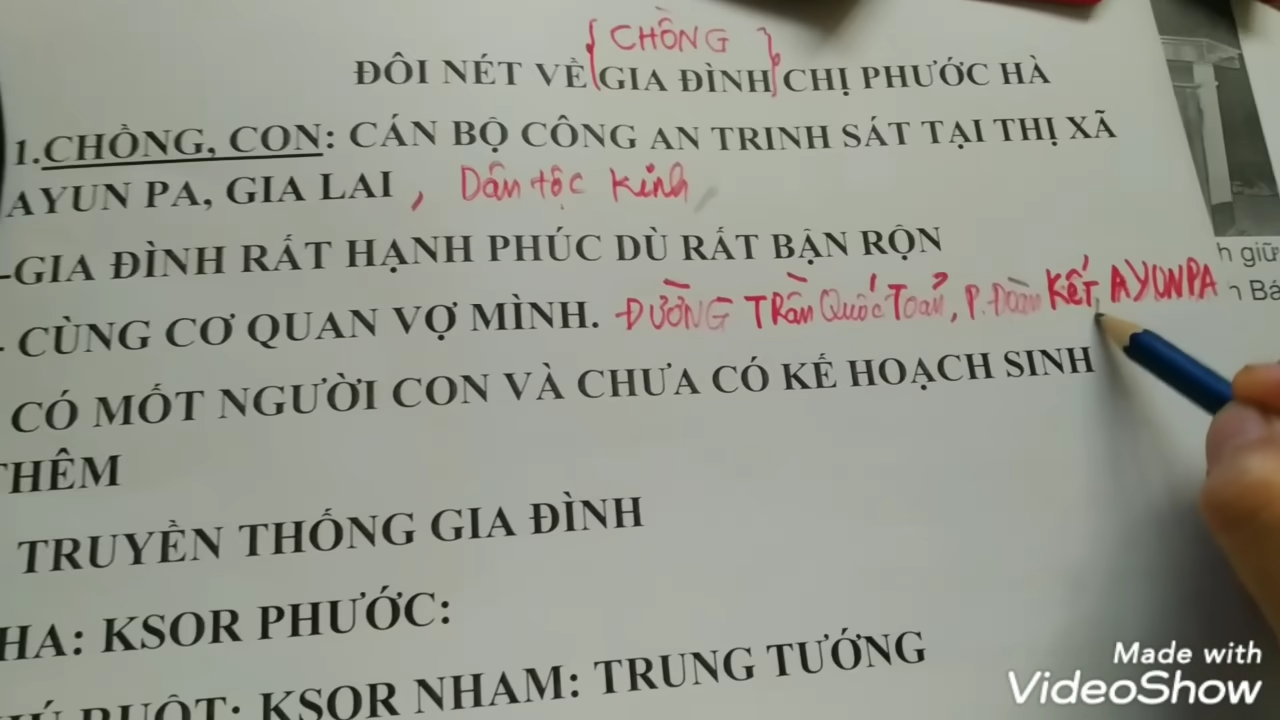 { CHỒNG }
ĐÔI NÉT VỀ GIA ĐÌNH CHỊ PHƯỚC HÀ
1.CHỒNG, CON: CÁN BỘ CÔNG AN TRINH SÁT TẠI THỊ XÃ
AYUN PA, GIA LAI , Dân tộc Kinh,
-GIA ĐÌNH RẤT HẠNH PHÚC DÙ RẤT BẬN RỘN
- CÙNG CƠ QUAN VỢ MÌNH. ĐƯỜNG TRần Quốc Toản, P. Đoàn Kết, AYUNPA
CÓ MỐT NGƯỜI CON VÀ CHƯA CÓ KẾ HOẠCH SINH
THÊM
TRUYỀN THỐNG GIA ĐÌNH
HA: KSOR PHƯỚC:
Ú RUỘT: KSOR NHAM: TRUNG TƯỚNG
h giữ
Bá
Made with
VideoShow